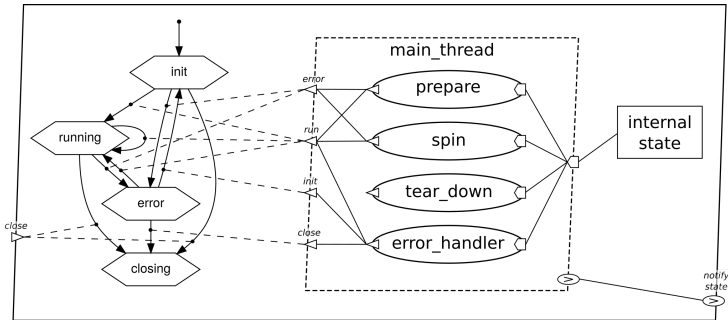 main_thread
init
error
prepare
running
run
spin
internal
state
init
tear_down
error
close
close
error_handler
closing
notify
state